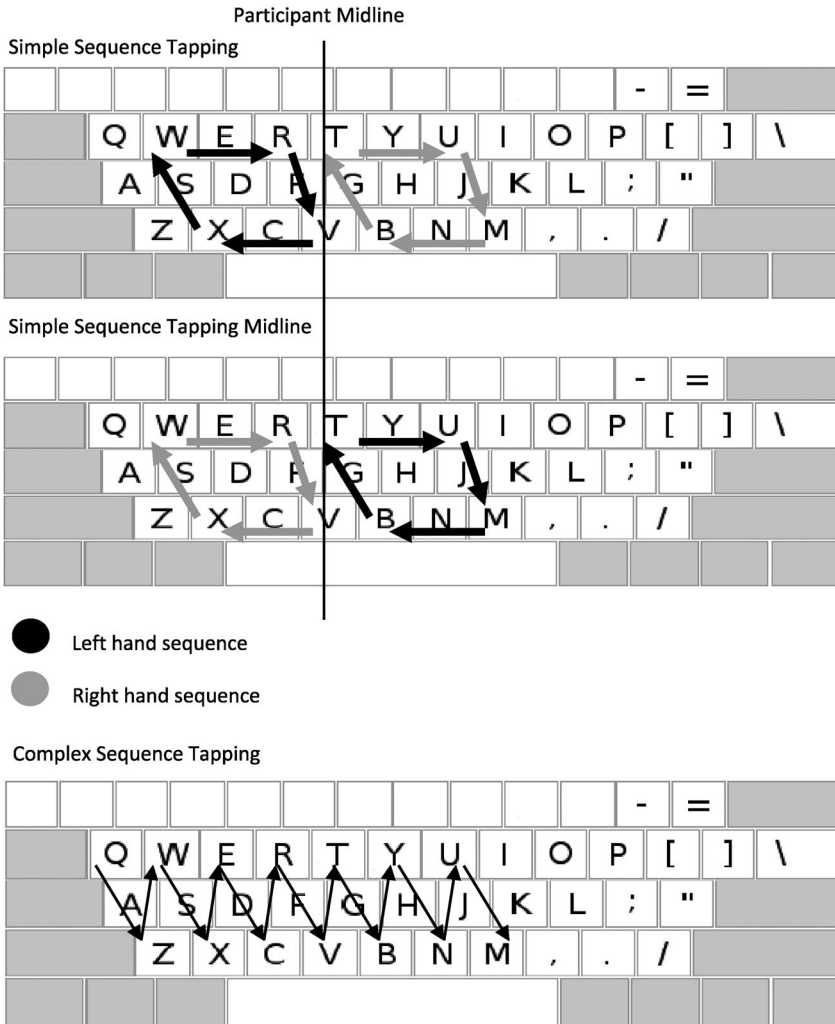 Participant Midline
Simple Sequence Tapping
- =
Q W E R T Y U I O P [ ] \
A S D F G H J K L ; "
Z X C V B N M , . /
Simple Sequence Tapping Midline
- =
Q W E R T Y U I O P [ ] \
A S D F G H J K L ; "
Z X C V B N M , . /
Left hand sequence
Right hand sequence
Complex Sequence Tapping
- =
Q W E R T Y U I O P [ ] \
A S D F G H J K L ; "
Z X C V B N M , . /